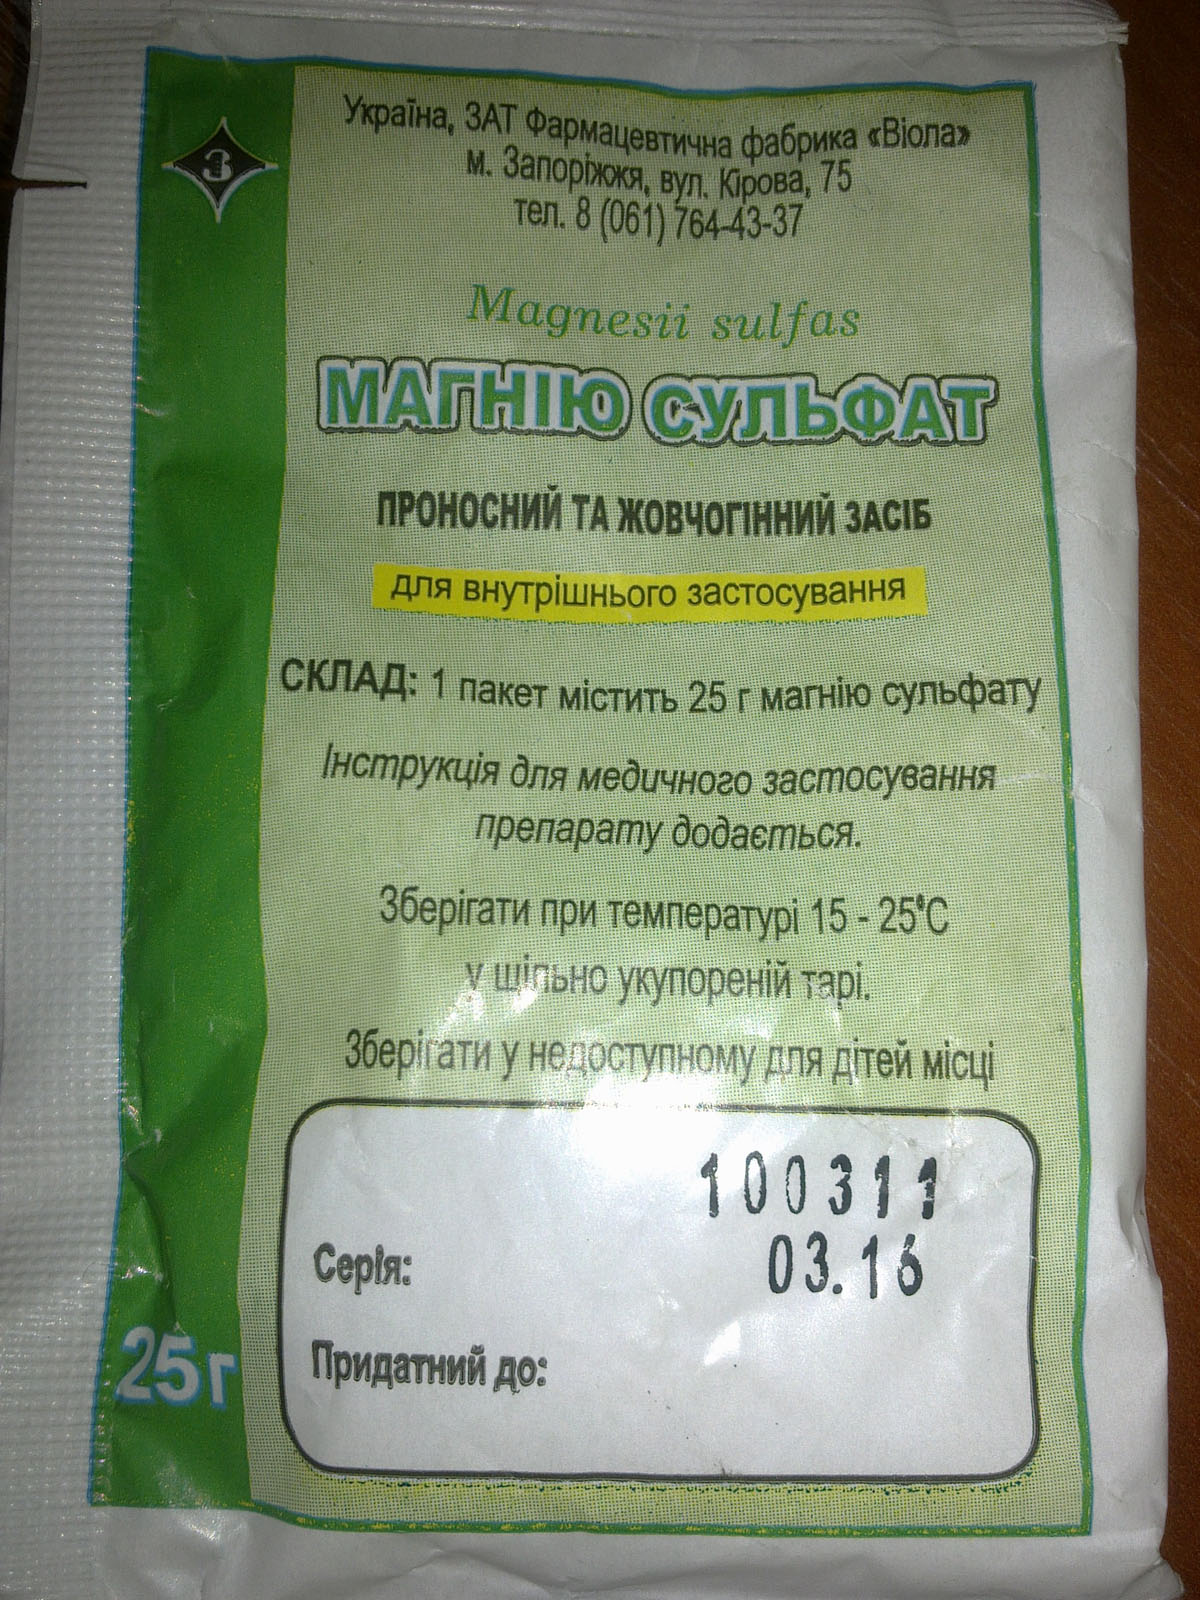 З
Україна, ЗАТ Фармацевтична фабрика «Віола»
м. Запоріжжя, вул. Кірова, 75
тел. 8 (061) 764-43-37
Magnesii sulfas
МАГНІЮ СУЛЬФАТ
ПРОНОСНИЙ ТА ЖОВЧОГІННИЙ ЗАСІБ
для внутрішнього застосування
СКЛАД: 1 пакет містить 25 г магнію сульфату
Інструкція для медичного застосування
препарату додається.
Зберігати при температурі 15 - 25°С
у щільно укупореній тарі.
Зберігати у недоступному для дітей місці
100311
Серія: 03.16
Придатний до:
25г